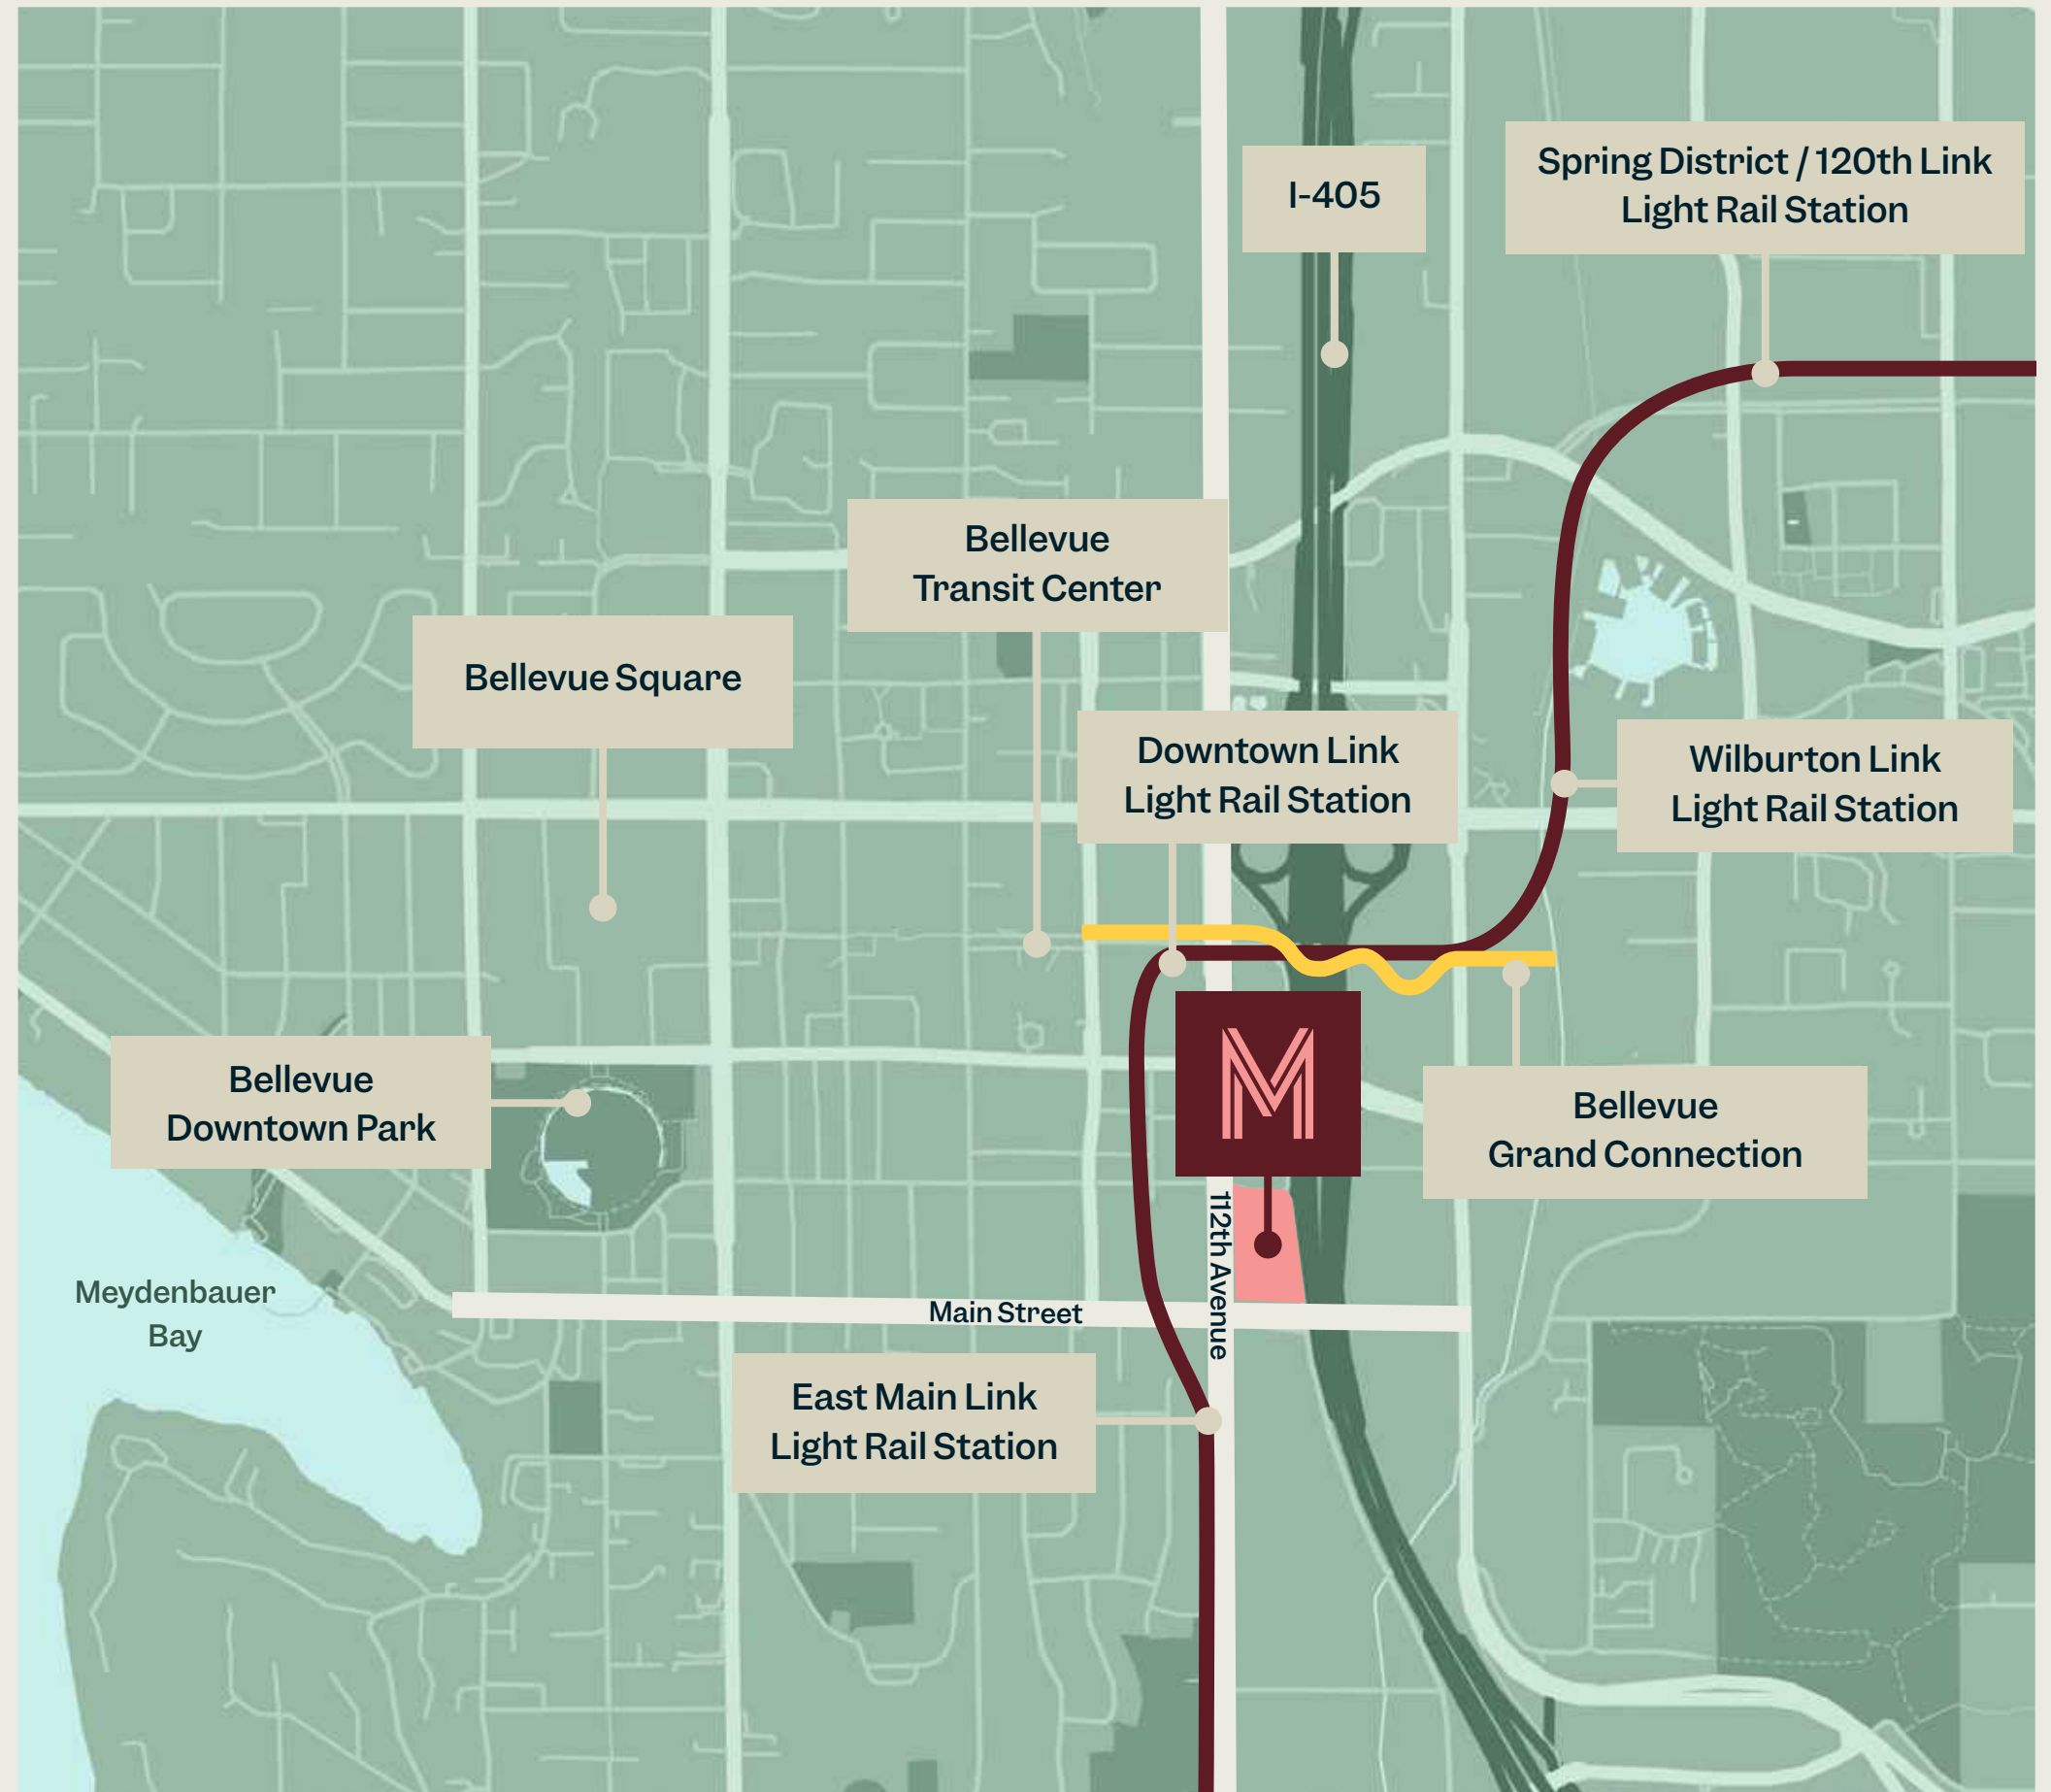 I-405
Spring District / 120th Link
Light Rail Station
Bellevue
Transit Center
Bellevue Square
Downtown Link
Light Rail Station
Wilburton Link
Light Rail Station
Bellevue
Downtown Park
M
Bellevue
Grand Connection
112th Avenue
Meydenbauer
Bay
Main Street
East Main Link
Light Rail Station